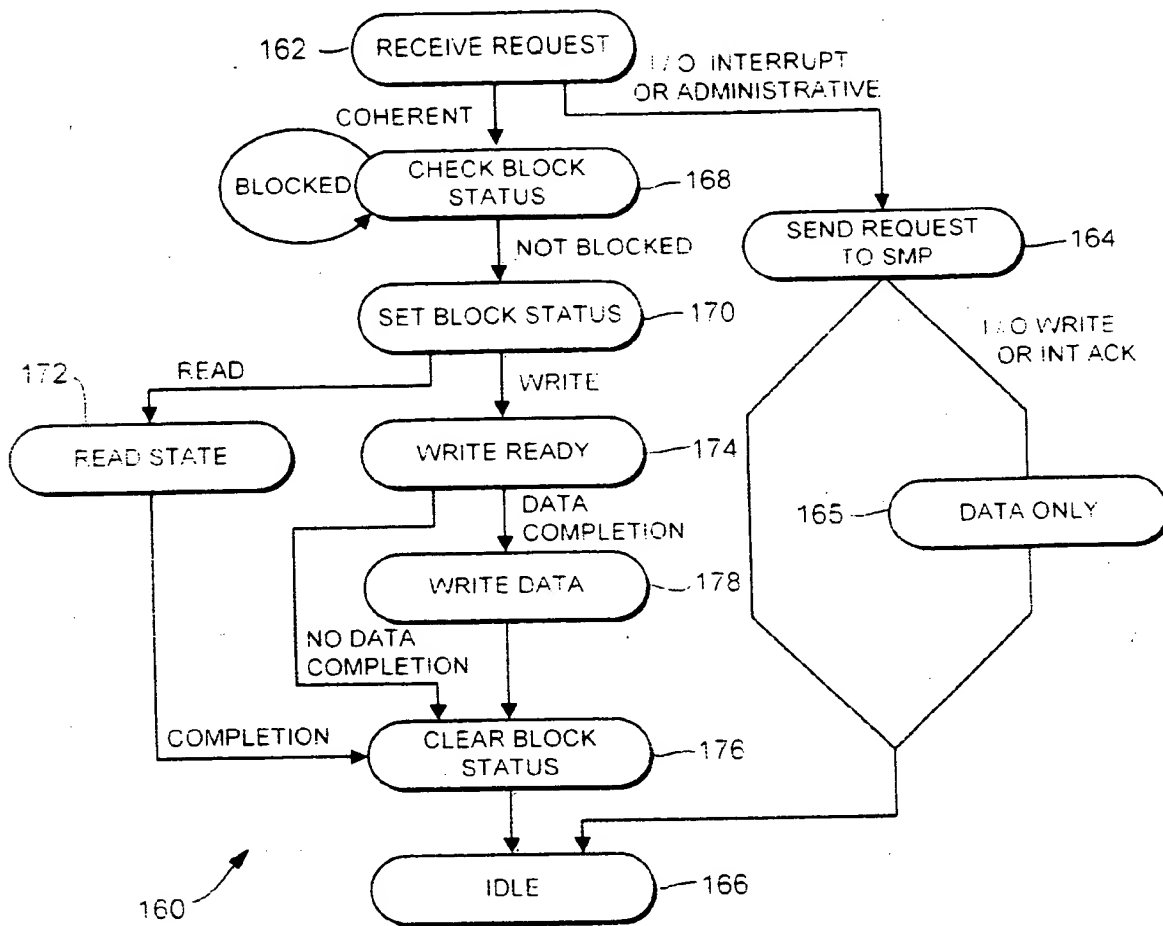 162
RECEIVE REQUEST
I/O INTERRUPT
OR ADMINISTRATIVE
COHERENT
BLOCKED
CHECK BLOCK
STATUS
168
SEND REQUEST
TO SMP
164
NOT BLOCKED
SET BLOCK STATUS
170
I/O WRITE
OR INT ACK
172
READ
WRITE
READ STATE
WRITE READY
174
DATA
COMPLETION
165
DATA ONLY
WRITE DATA
178
NO DATA
COMPLETION
COMPLETION
CLEAR BLOCK
STATUS
176
IDLE
166
160